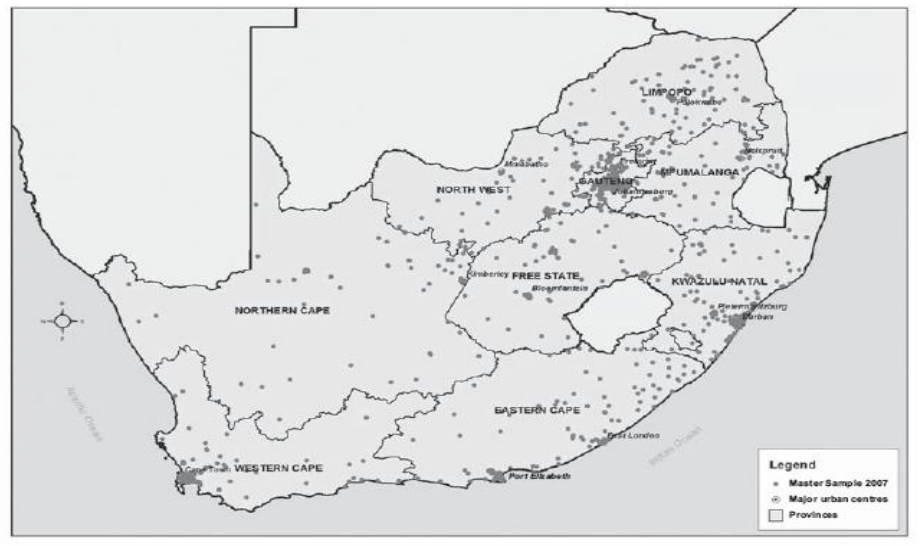 LIMPOPO
Polokwane
Nelspruit
Mmabatho
Pretoria
MPUMALANGA
GAUTENG
Johannesburg
NORTH WEST
Kimberley
FREE STATE
KWAZULU-NATAL
Bloemfontein
Pietermaritzburg
Durban
NORTHERN CAPE
EASTERN CAPE
East London
Atlantic Ocean
Indian Ocean
Cape Town
WESTERN CAPE
Port Elizabeth
Legend
Master Sample 2007
Major urban centres
Provinces